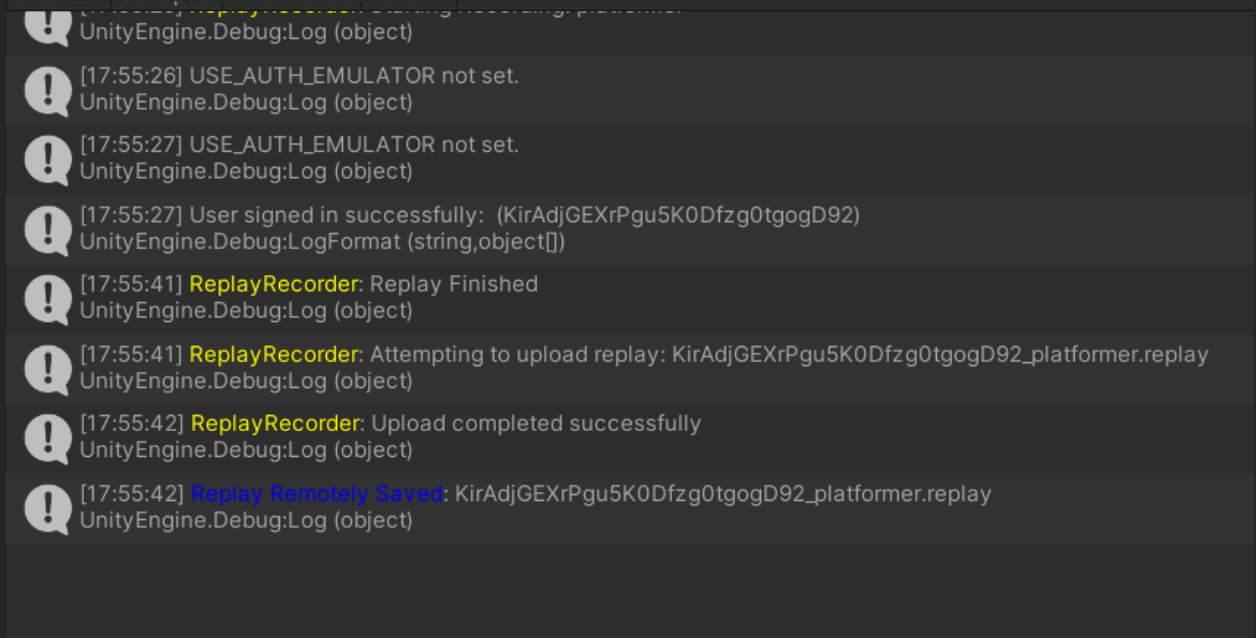 UnityEngine.Debug:Log (object)
[17:55:26] USE_AUTH_EMULATOR not set.
UnityEngine.Debug:Log (object)
[17:55:27] USE_AUTH_EMULATOR not set.
UnityEngine.Debug:Log (object)
[17:55:27] User signed in successfully:  (KirAdjGEXrPgu5K0Dfzg0tgogD92)
UnityEngine.Debug:LogFormat (string,object[])
[17:55:41] ReplayRecorder: Replay Finished
UnityEngine.Debug:Log (object)
[17:55:41] ReplayRecorder: Attempting to upload replay: KirAdjGEXrPgu5K0Dfzg0tgogD92_platformer.replay
UnityEngine.Debug:Log (object)
[17:55:42] ReplayRecorder: Upload completed successfully
UnityEngine.Debug:Log (object)
[17:55:42] Replay Remotely Saved: KirAdjGEXrPgu5K0Dfzg0tgogD92_platformer.replay
UnityEngine.Debug:Log (object)